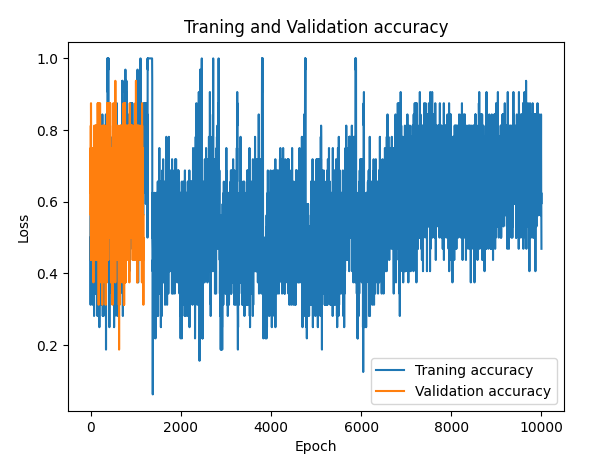 Traning and Validation accuracy
1.0
0.8
0.6
0.4
0.2
Loss
0
2000
4000
6000
8000
10000
Epoch
Traning accuracy
Validation accuracy